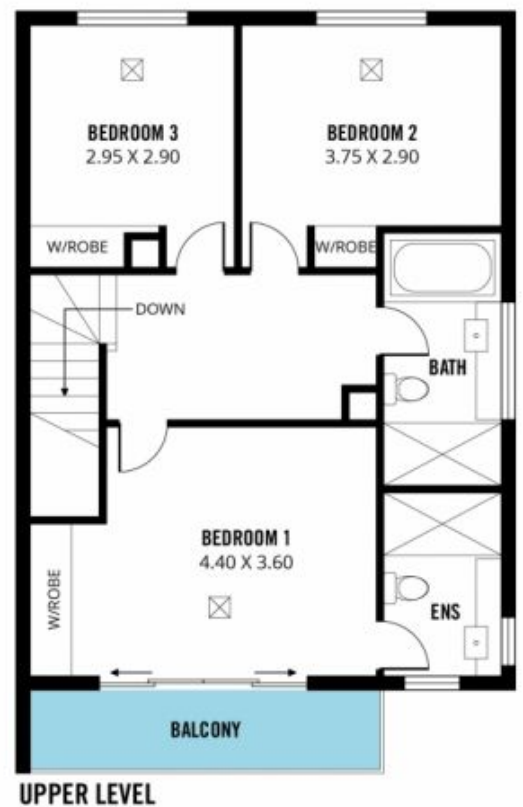 BEDROOM 3
2.95 X 2.90
BEDROOM 2
3.75 X 2.90
W/ROBE
W/ROBE
DOWN
BATH
BEDROOM 1
4.40 X 3.60
W/ROBE
ENS
BALCONY
UPPER LEVEL